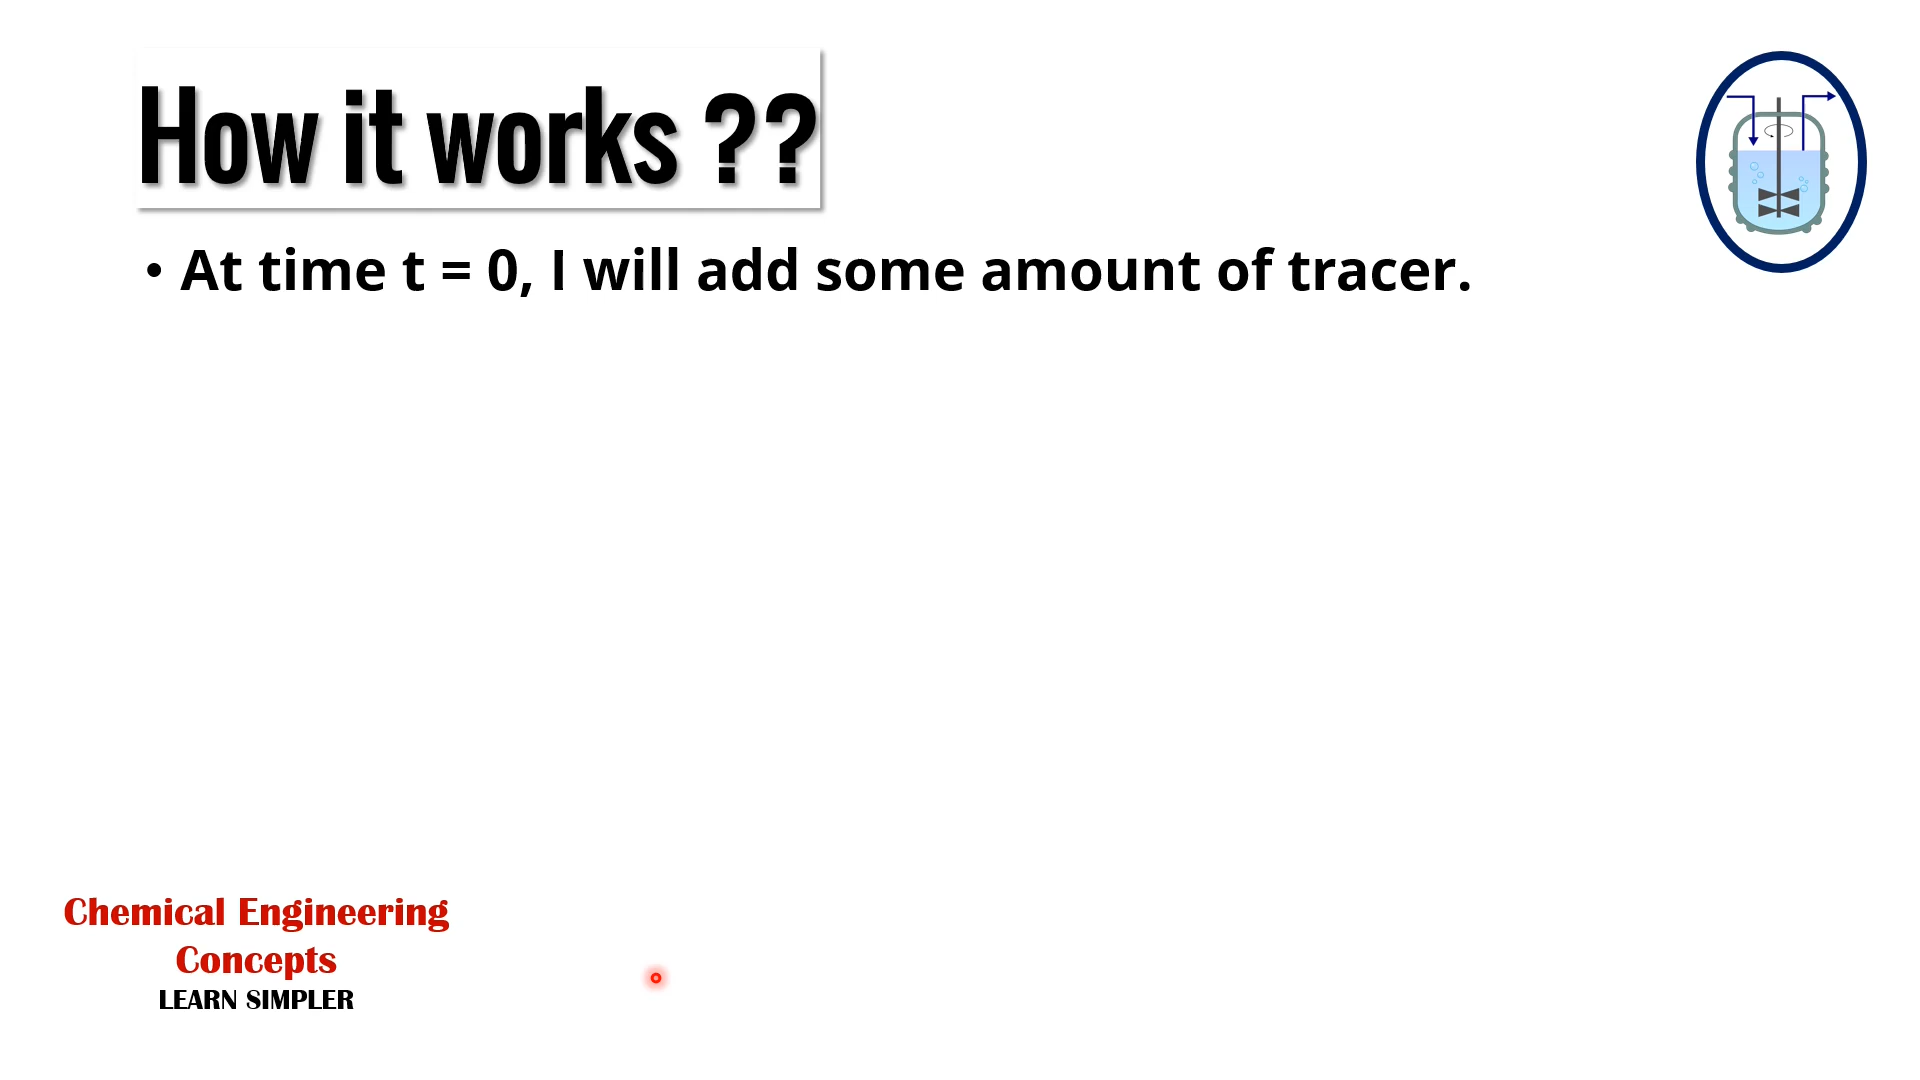 How it works ??
• At time t = 0, I will add some amount of tracer.
Chemical Engineering
Concepts
LEARN SIMPLER